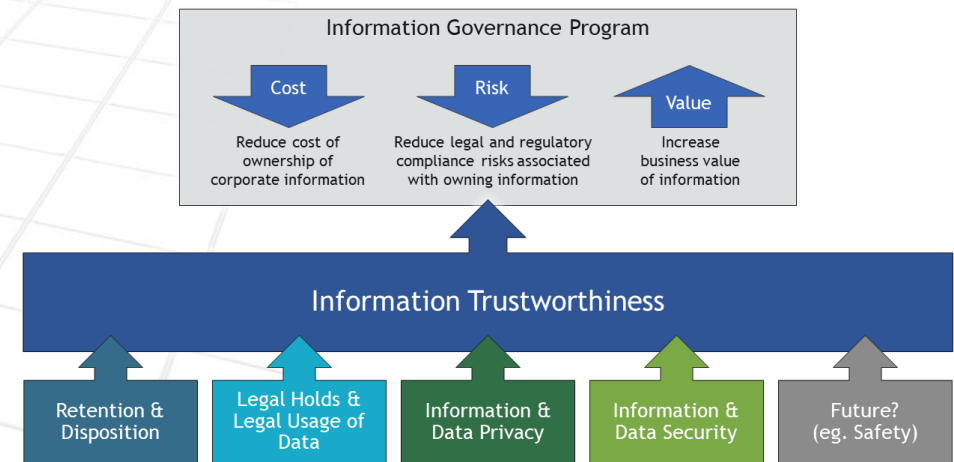 Information Governance Program
Cost
Risk
Value
Reduce cost of
ownership of
corporate information
Reduce legal and regulatory
compliance risks associated
with owning information
Increase
business value
of information
Information Trustworthiness
Retention &
Disposition
Legal Holds &
Legal Usage of
Data
Information &
Data Privacy
Information &
Data Security
Future?
(eg. Safety)